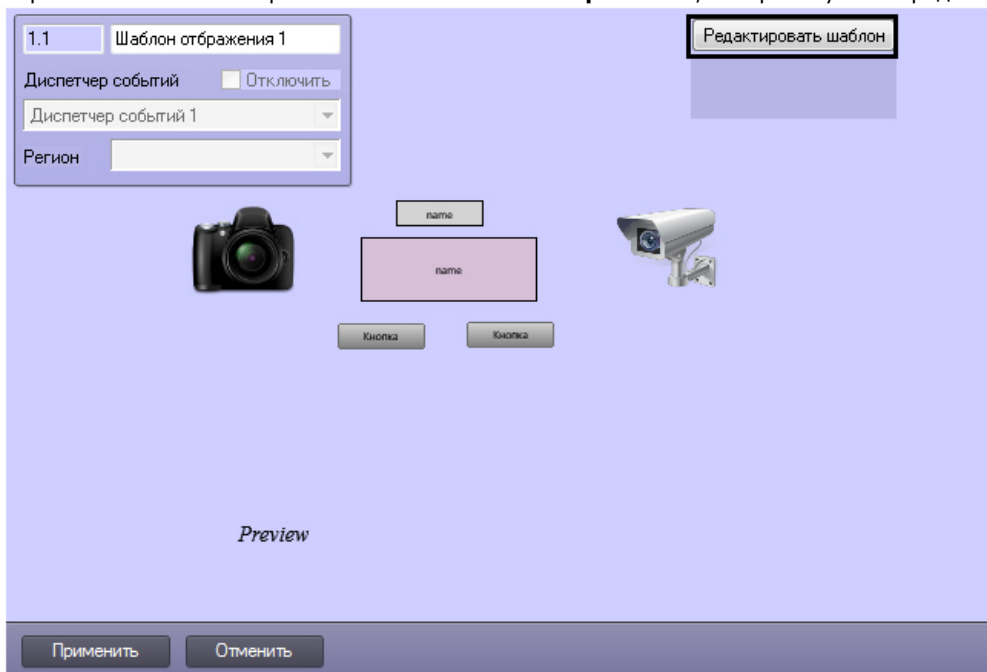 1.1 Шаблон отбражения 1
Редактировать шаблон
Диспетчер событий Отключить
Диспетчер событий 1
Регион
name
name
Кнопка Кнопка
Preview
Применить Отменить